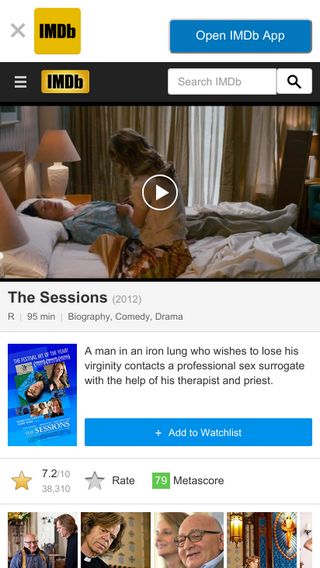 IMDb
Open IMDb App
IMDb
Search IMDb
The Sessions (2012)
R | 95 min | Biography, Comedy, Drama
A man in an iron lung who wishes to lose his
virginity contacts a professional sex surrogate
with the help of his therapist and priest.
THE FESTIVAL HIT OF THE YEAR!
THE SESSIONS
+ Add to Watchlist
7.2/10
38,310
Rate
79 Metascore